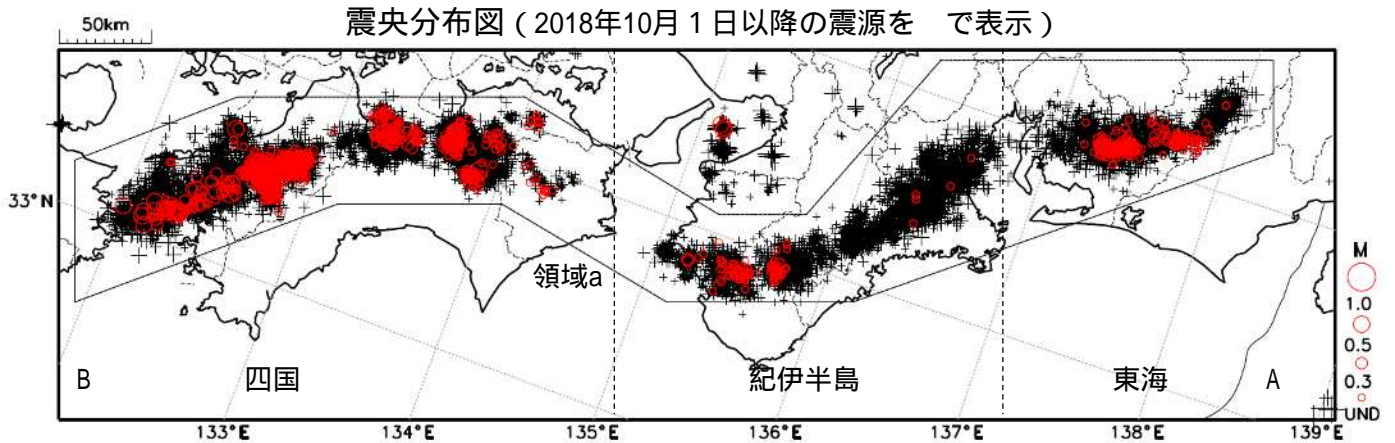 震央分布図（2018年10月１日以降の震源を　で表示）
50km
33°N
領域a
M
1.0
0.5
0.3
UND
B
四国
紀伊半島
東海
A
133°E
134°E
135°E
136°E
137°E
138°E
139°E